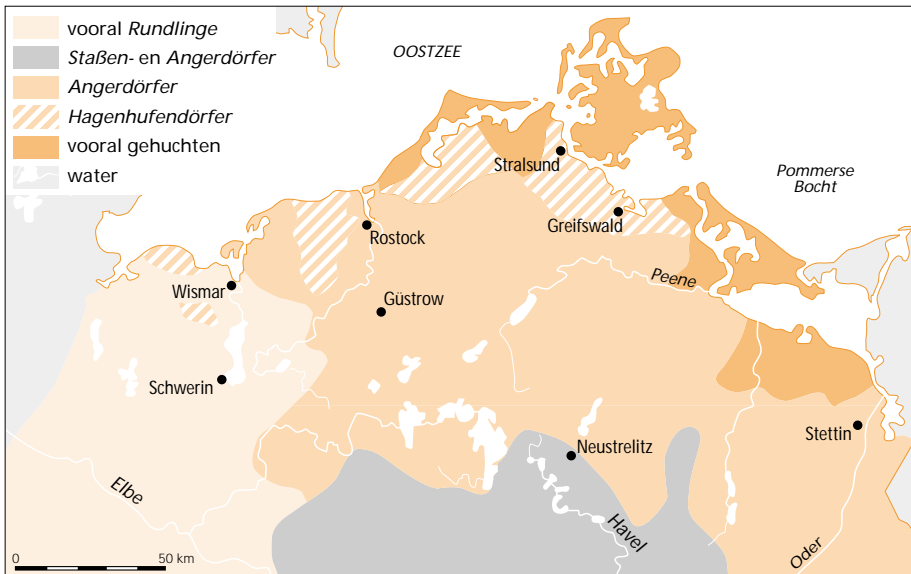 vooral Rundlinge
Staßen- en Angerdörfer
Angerdörfer
Hagenhufendörfer
vooral gehuchten
water
OOSTZEE
Stralsund
Pommerse
Bocht
Greifswald
Rostock
Peene
Wismar
Güstrow
Schwerin
Stettin
Neustrelitz
Elbe
Havel
Oder
0 50 km